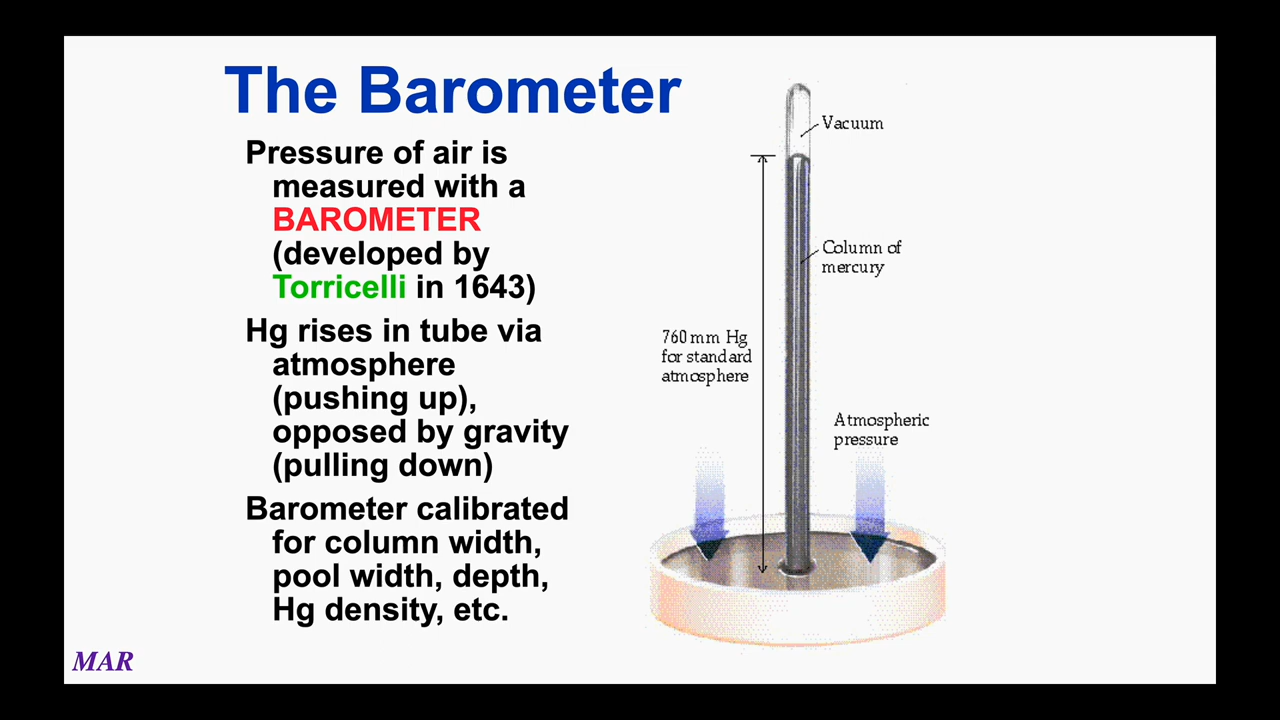 The Barometer
Pressure of air is
measured with a
BAROMETER
(developed by
Torricelli in 1643)
Hg rises in tube via
atmosphere
(pushing up),
opposed by gravity
(pulling down)
Barometer calibrated
for column width,
pool width, depth,
Hg density, etc.
Vacuum
Column of
mercury
760 mm Hg
for standard
atmosphere
Atmospheric
pressure
MAR